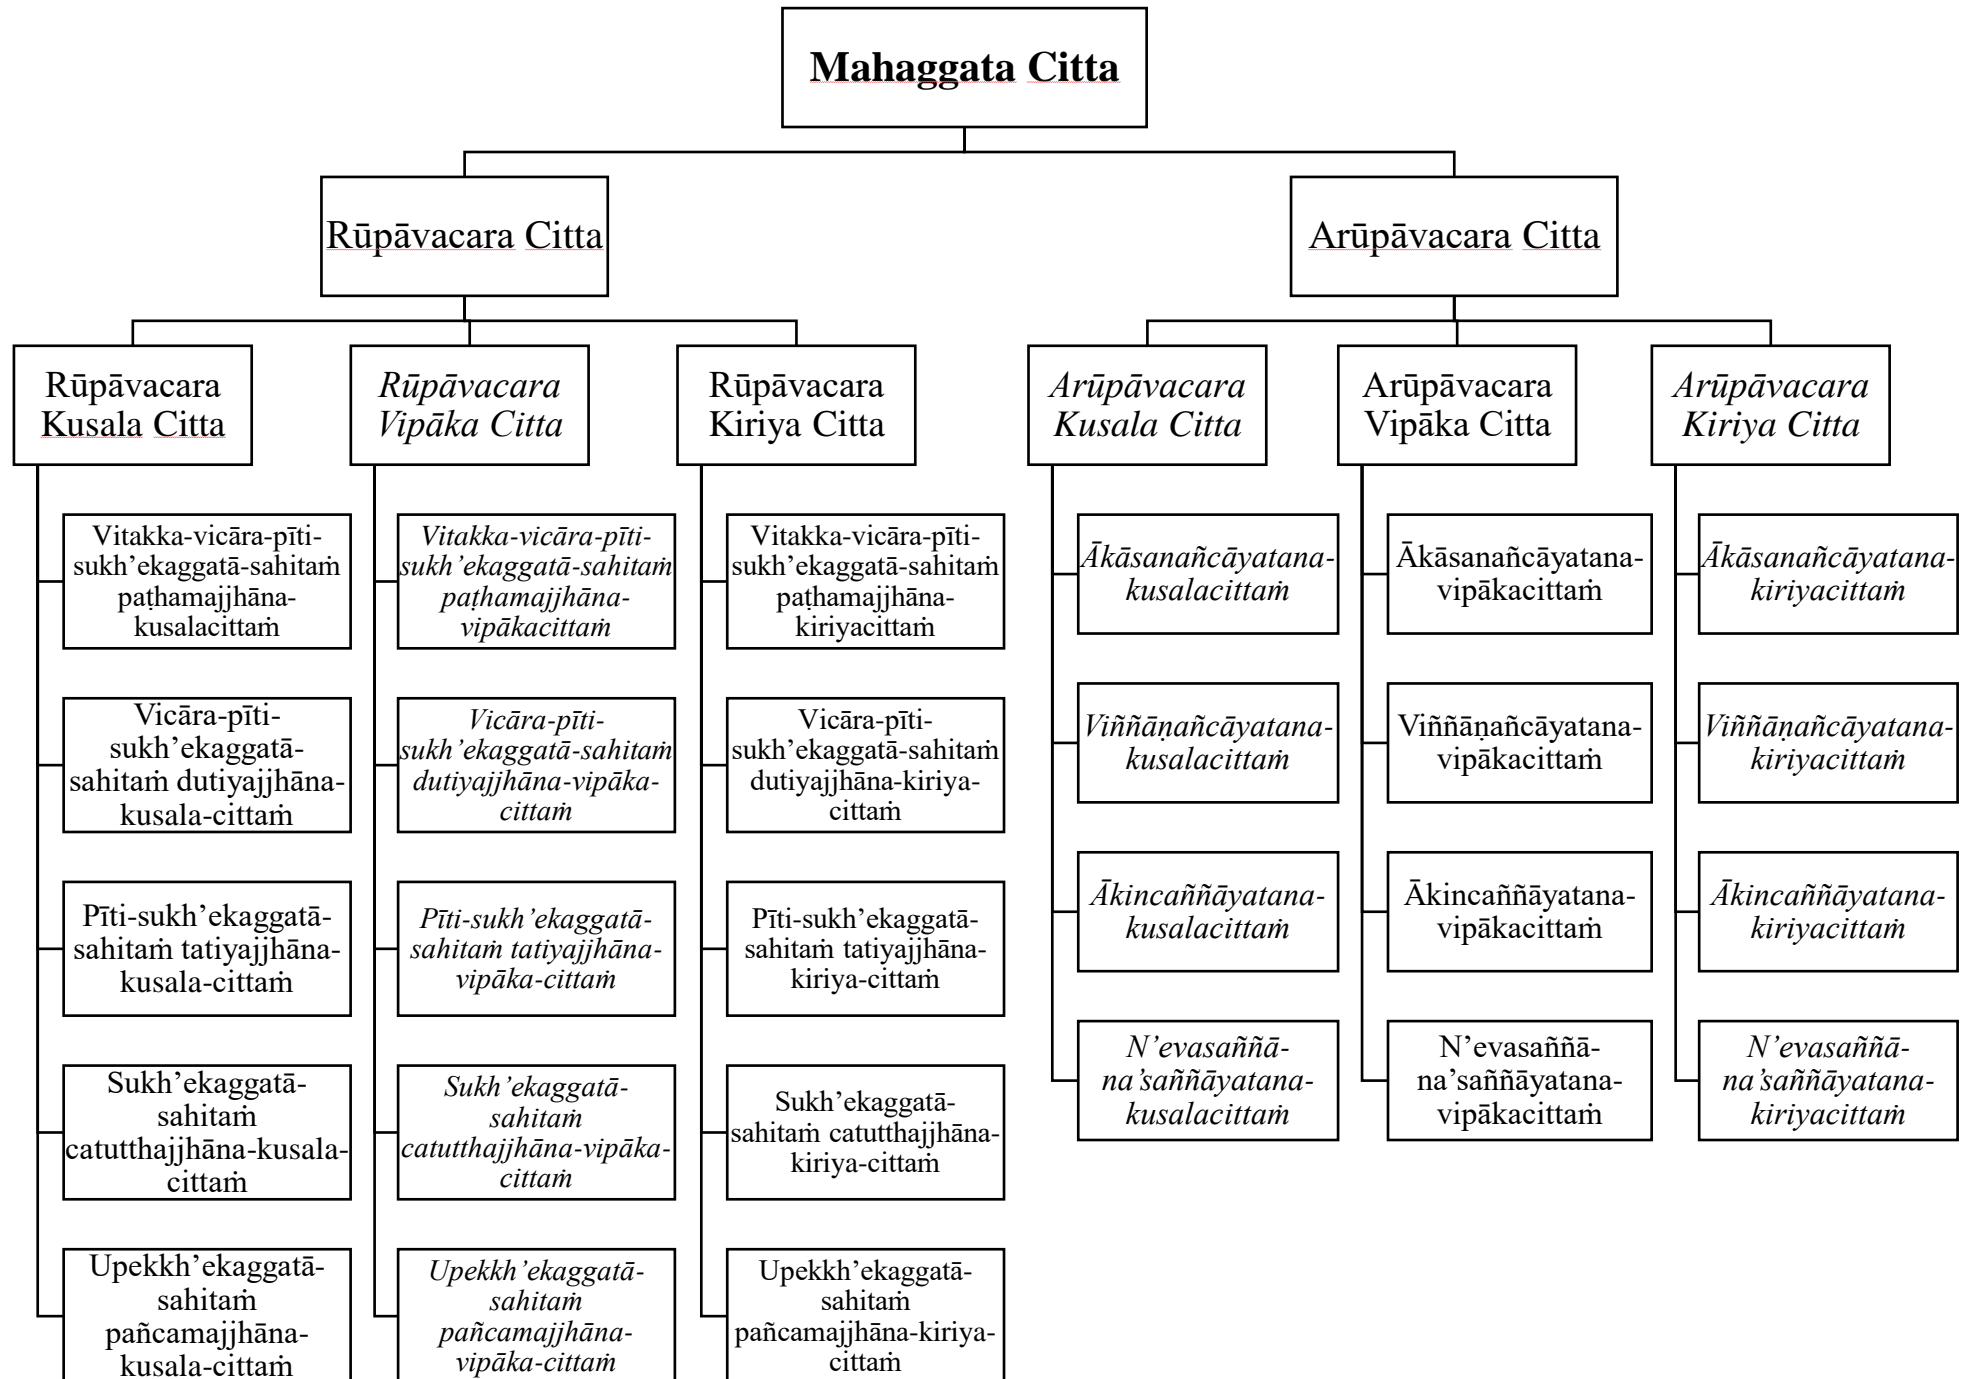 Mahaggata Citta
Rūpāvacara Citta
Arūpāvacara Citta
Rūpāvacara
Kusala Citta
Rūpāvacara
Vipāka Citta
Rūpāvacara
Kiriya Citta
Arūpāvacara
Kusala Citta
Arūpāvacara
Vipāka Citta
Arūpāvacara
Kiriya Citta
Vitakka-vicāra-pīti-
sukh’ekaggatā-sahitaṁ
paṭhamajjhāna-
kusalacittaṁ
Vicāra-pīti-
sukh’ekaggatā-
sahitaṁ dutiyajjhāna-
kusala-cittaṁ
Pīti-sukh’ekaggatā-
sahitaṁ tatiyajjhāna-
kusala-cittaṁ
Sukh’ekaggatā-
sahitaṁ
catutthajjhāna-kusala-
cittaṁ
Upekkh’ekaggatā-
sahitaṁ
pañcamajjhāna-
kusala-cittaṁ
Vitakka-vicāra-pīti-
sukh’ekaggatā-sahitaṁ
paṭhamajjhāna-
vipākacittaṁ
Vicāra-pīti-
sukh’ekaggatā-sahitaṁ
dutiyajjhāna-vipāka-
cittaṁ
Pīti-sukh’ekaggatā-
sahitaṁ tatiyajjhāna-
vipāka-cittaṁ
Sukh’ekaggatā-
sahitaṁ
catutthajjhāna-vipāka-
cittaṁ
Upekkh’ekaggatā-
sahitaṁ
pañcamajjhāna-
vipāka-cittaṁ
Vitakka-vicāra-pīti-
sukh’ekaggatā-sahitaṁ
paṭhamajjhāna-
kiriyacittaṁ
Vicāra-pīti-
sukh’ekaggatā-sahitaṁ
dutiyajjhāna-kiriya-
cittaṁ
Pīti-sukh’ekaggatā-
sahitaṁ tatiyajjhāna-
kiriya-cittaṁ
Sukh’ekaggatā-
sahitaṁ catutthajjhāna-
kiriya-cittaṁ
Upekkh’ekaggatā-
sahitaṁ
pañcamajjhāna-kiriya-
cittaṁ
Ākāsanañcāyatana-
kusalacittaṁ
Viññāṇañcāyatana-
kusalacittaṁ
Ākincaññāyatana-
kusalacittaṁ
N’evasaññā-
na’saññāyatana-
kusalacittaṁ
Ākāsanañcāyatana-
vipākacittaṁ
Viññāṇañcāyatana-
vipākacittaṁ
Ākincaññāyatana-
vipākacittaṁ
N’evasaññā-
na’saññāyatana-
vipākacittaṁ
Ākāsanañcāyatana-
kiriyacittaṁ
Viññāṇañcāyatana-
kiriyacittaṁ
Ākincaññāyatana-
kiriyacittaṁ
N’evasaññā-
na’saññāyatana-
kiriyacittaṁ